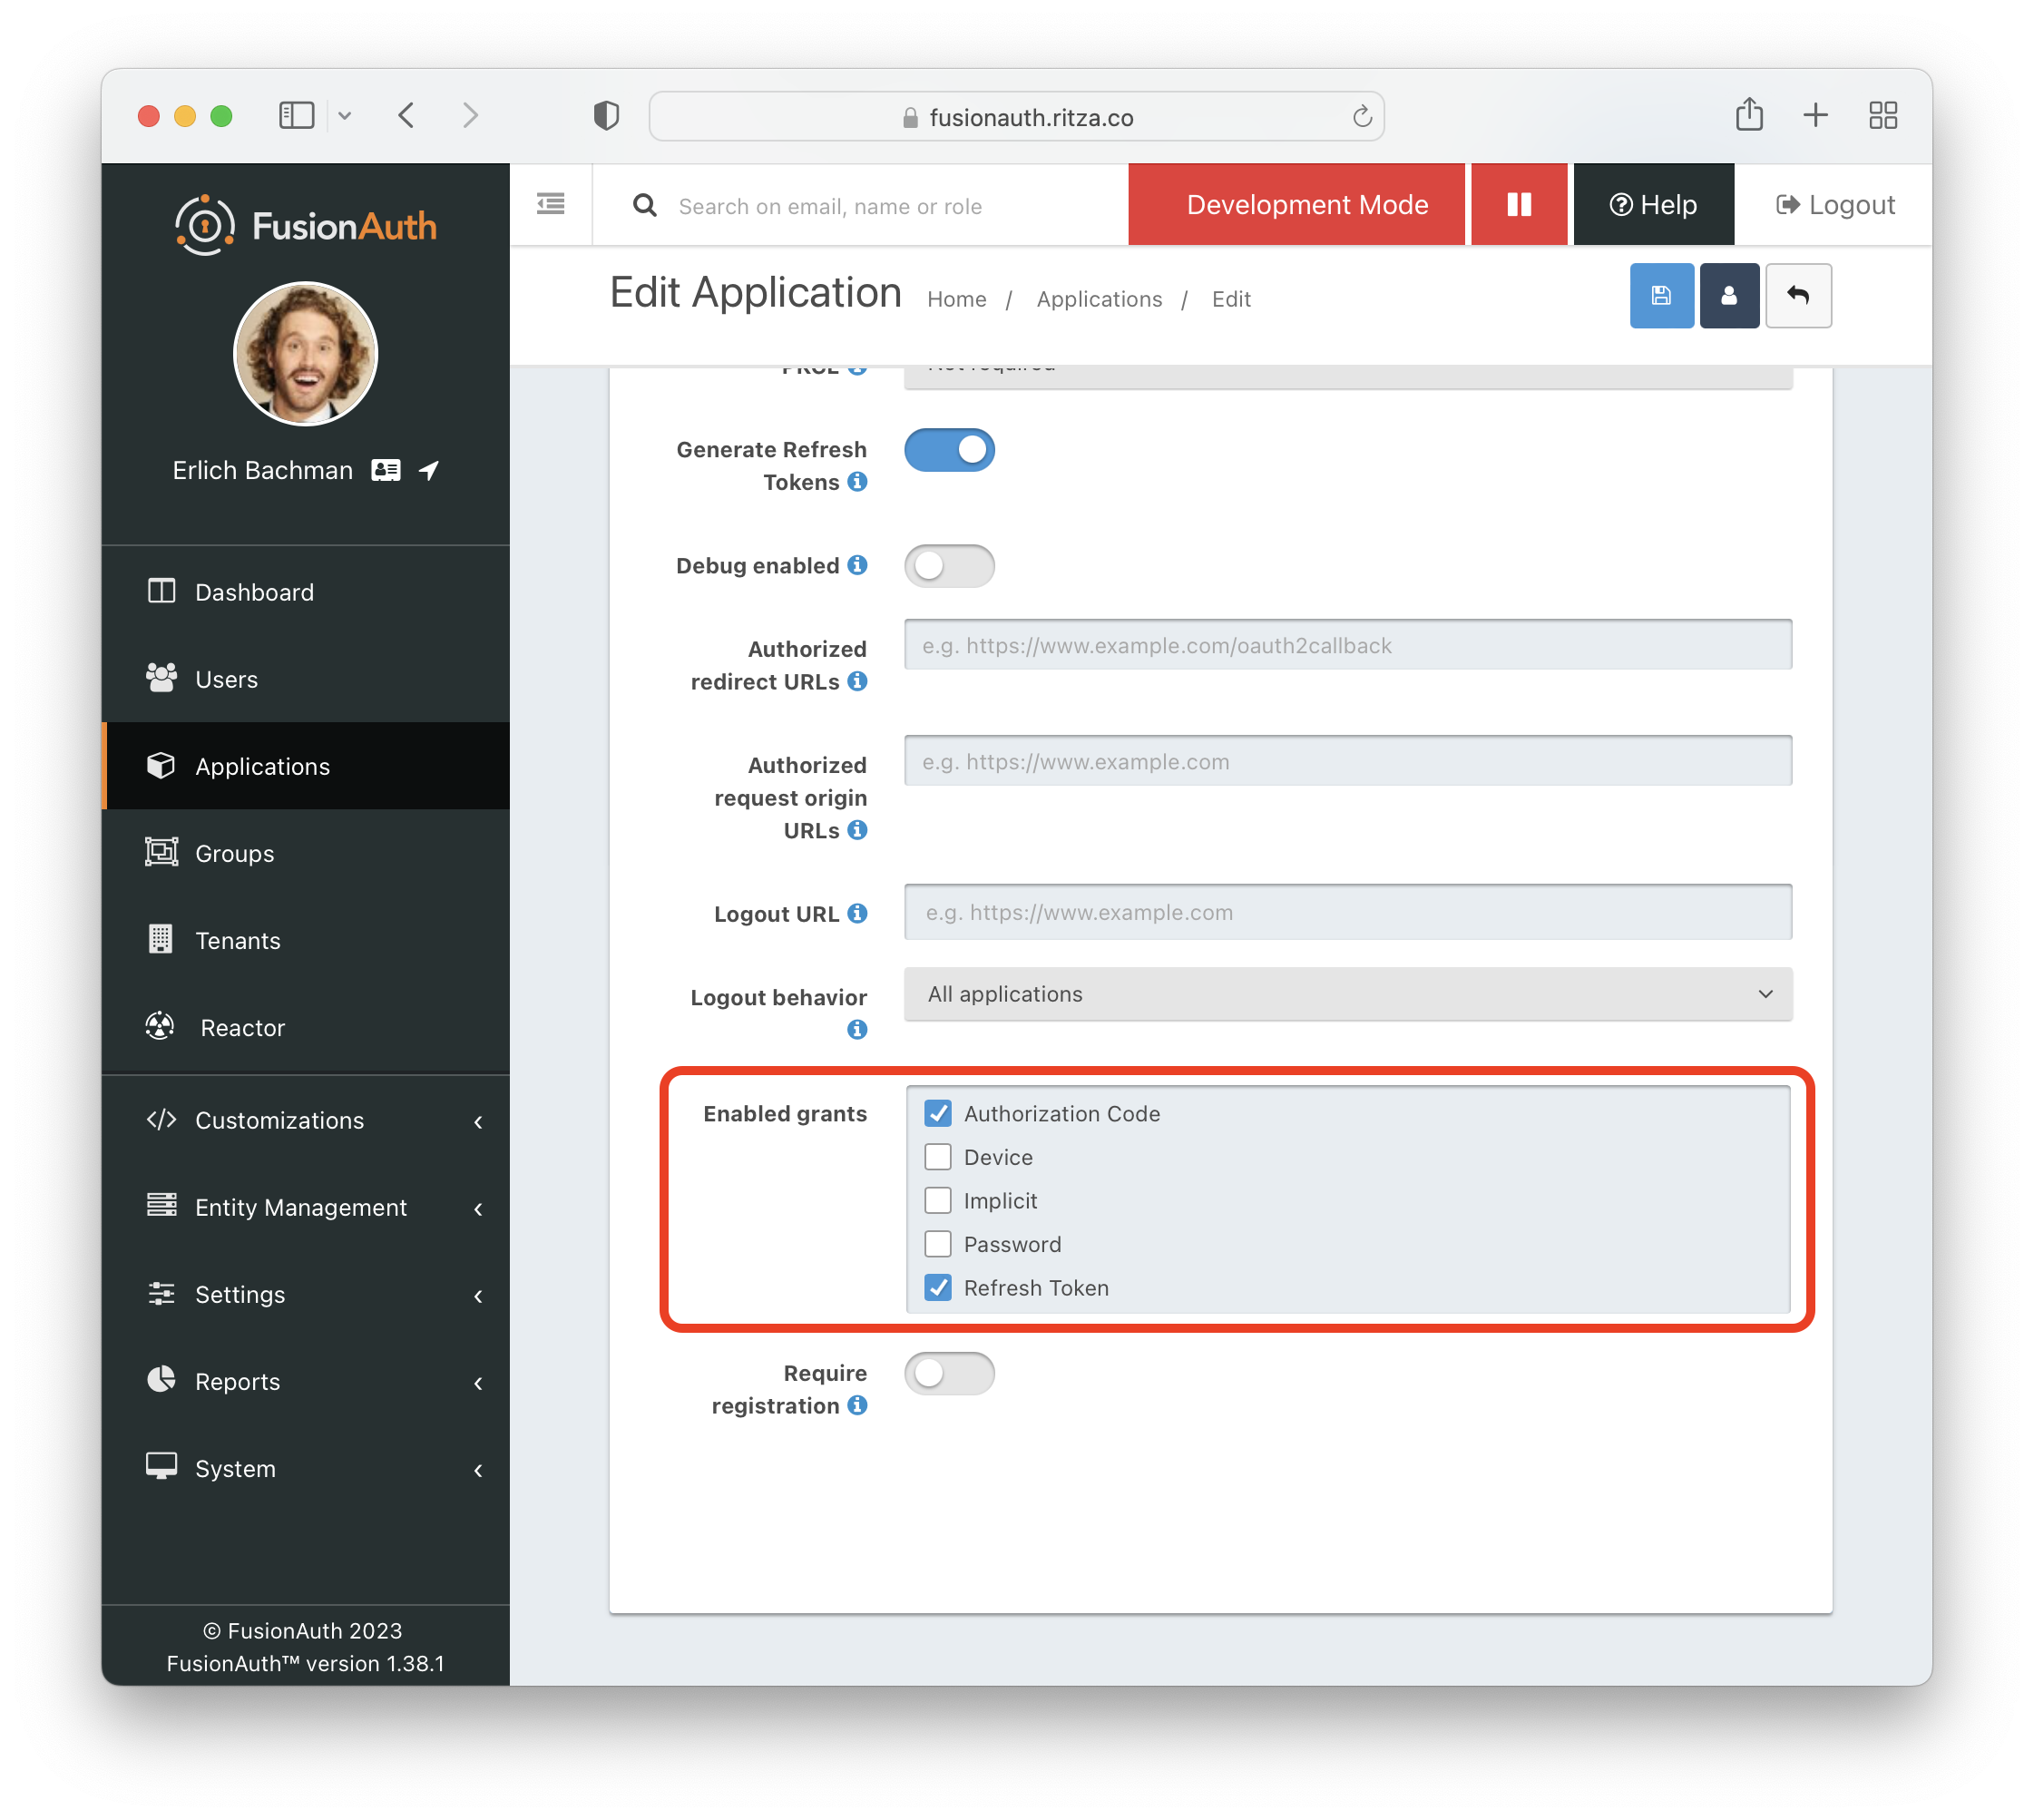 fusionauth.ritza.co
FusionAuth
Erlich Bachman
Dashboard
Users
Applications
Groups
Tenants
Reactor
Customizations
Entity Management
Settings
Reports
System
© FusionAuth 2023
FusionAuth™ version 1.38.1
Search on email, name or role
Development Mode
Help
Logout
Edit Application
Home / Applications / Edit
PKCE
Not required
Generate Refresh
Tokens
Debug enabled
Authorized
redirect URLs
e.g. https://www.example.com/oauth2callback
Authorized
request origin
URLs
e.g. https://www.example.com
Logout URL
e.g. https://www.example.com
Logout behavior
All applications
Enabled grants
Authorization Code
Device
Implicit
Password
Refresh Token
Require
registration